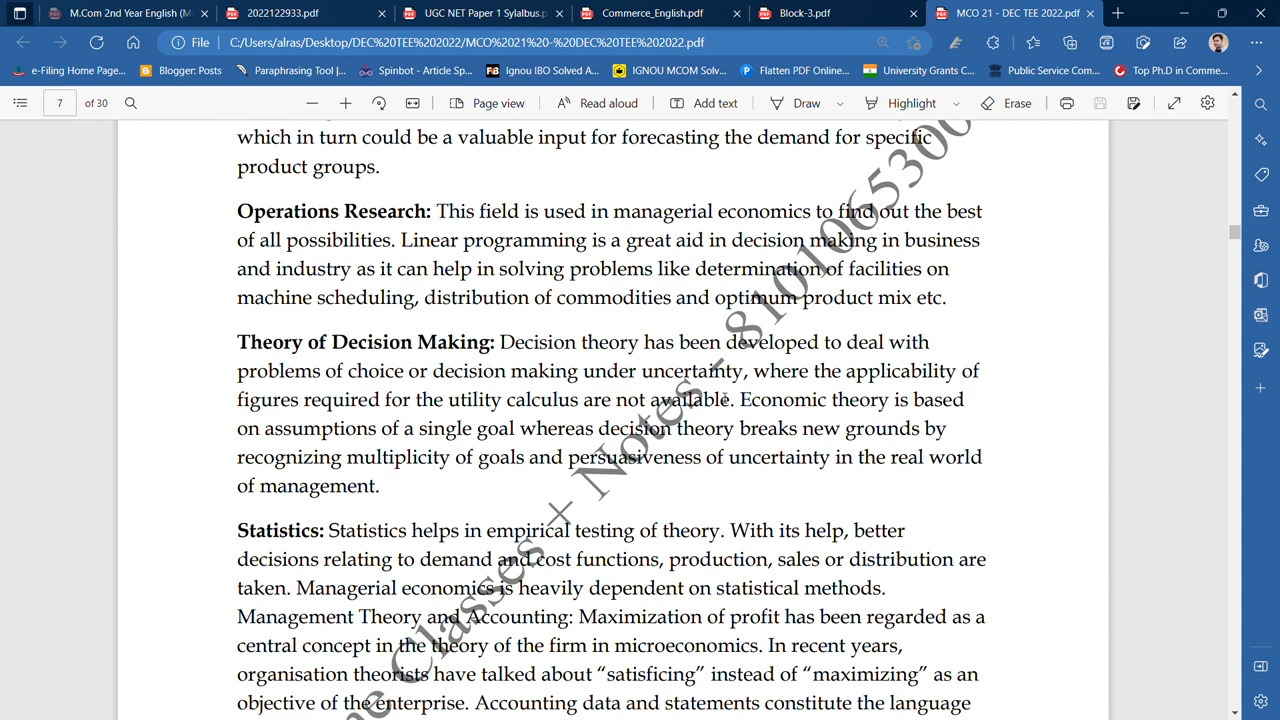 M.Com 2nd Year English (M
2022122933.pdf
UGC NET Paper 1 Sylabus.p
Commerce_English.pdf
Block-3.pdf
MCO 21 - DEC TEE 2022.pdf
File
C:/Users/alras/Desktop/DEC%20TEE%202022/MCO%2021%20-%20DEC%20TEE%202022.pdf
e-Filing Home Page...
Blogger: Posts
Paraphrasing Tool |...
Spinbot - Article Sp...
Ignou IBO Solved A...
IGNOU MCOM Solv...
Flatten PDF Online...
University Grants C...
Public Service Com...
Top Ph.D in Comme...
7 of 30
Page view
Read aloud
Add text
Draw
Highlight
Erase
which in turn could be a valuable input for forecasting the demand for specific
product groups.
Operations Research: This field is used in managerial economics to find out the best
of all possibilities. Linear programming is a great aid in decision making in business
and industry as it can help in solving problems like determination of facilities on
machine scheduling, distribution of commodities and optimum product mix etc.
Theory of Decision Making: Decision theory has been developed to deal with
problems of choice or decision making under uncertainty, where the applicability of
figures required for the utility calculus are not available. Economic theory is based
on assumptions of a single goal whereas decision theory breaks new grounds by
recognizing multiplicity of goals and persuasiveness of uncertainty in the real world
of management.
Statistics: Statistics helps in empirical testing of theory. With its help, better
decisions relating to demand and cost functions, production, sales or distribution are
taken. Managerial economics is heavily dependent on statistical methods.
Management Theory and Accounting: Maximization of profit has been regarded as a
central concept in the theory of the firm in microeconomics. In recent years,
organisation theorists have talked about “satisficing” instead of “maximizing” as an
objective of the enterprise. Accounting data and statements constitute the language
Classes + Notes - 8101065300